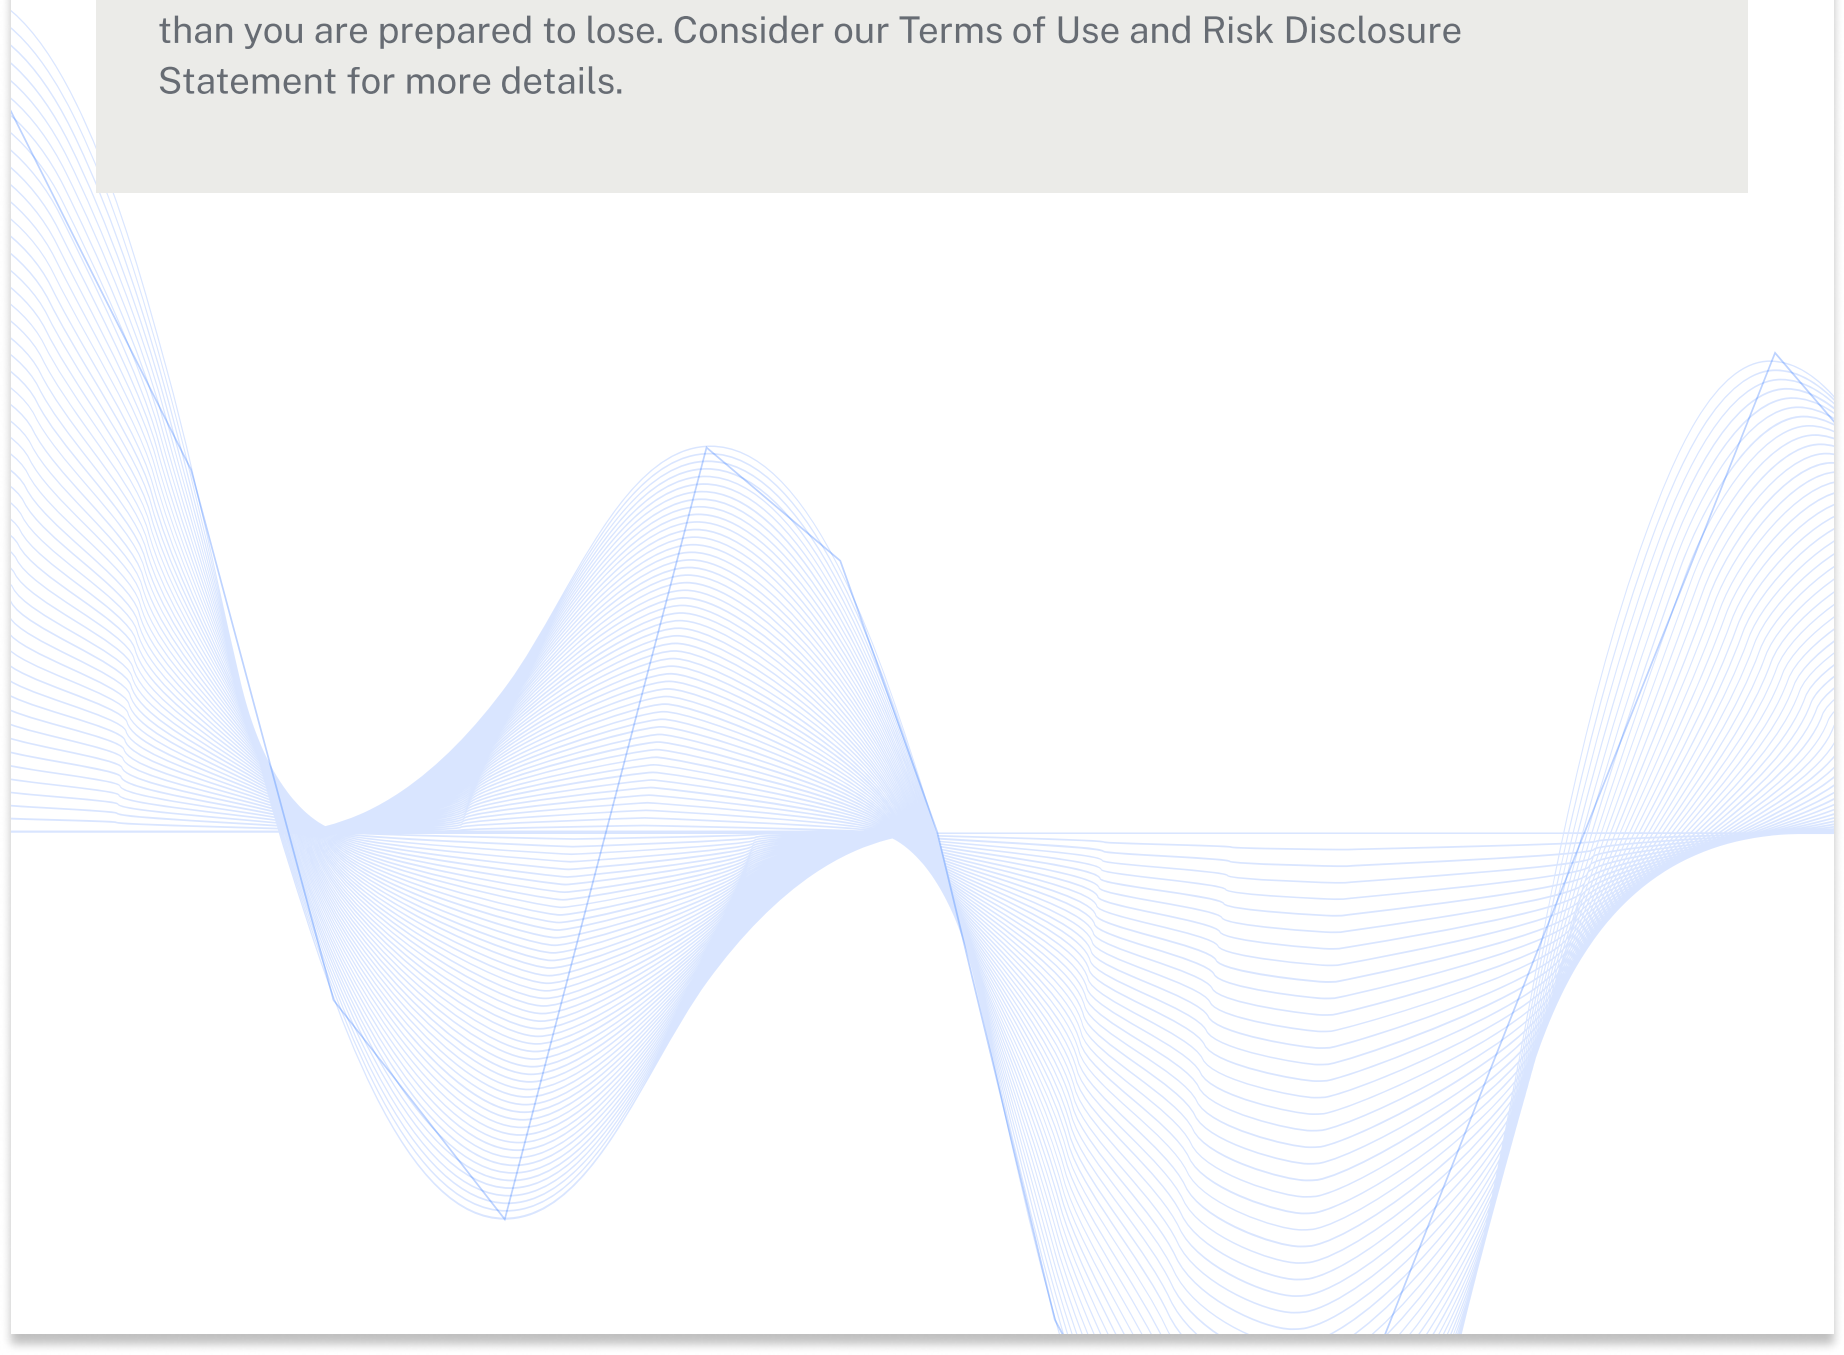 than you are prepared to lose. Consider our Terms of Use and Risk Disclosure
Statement for more details.